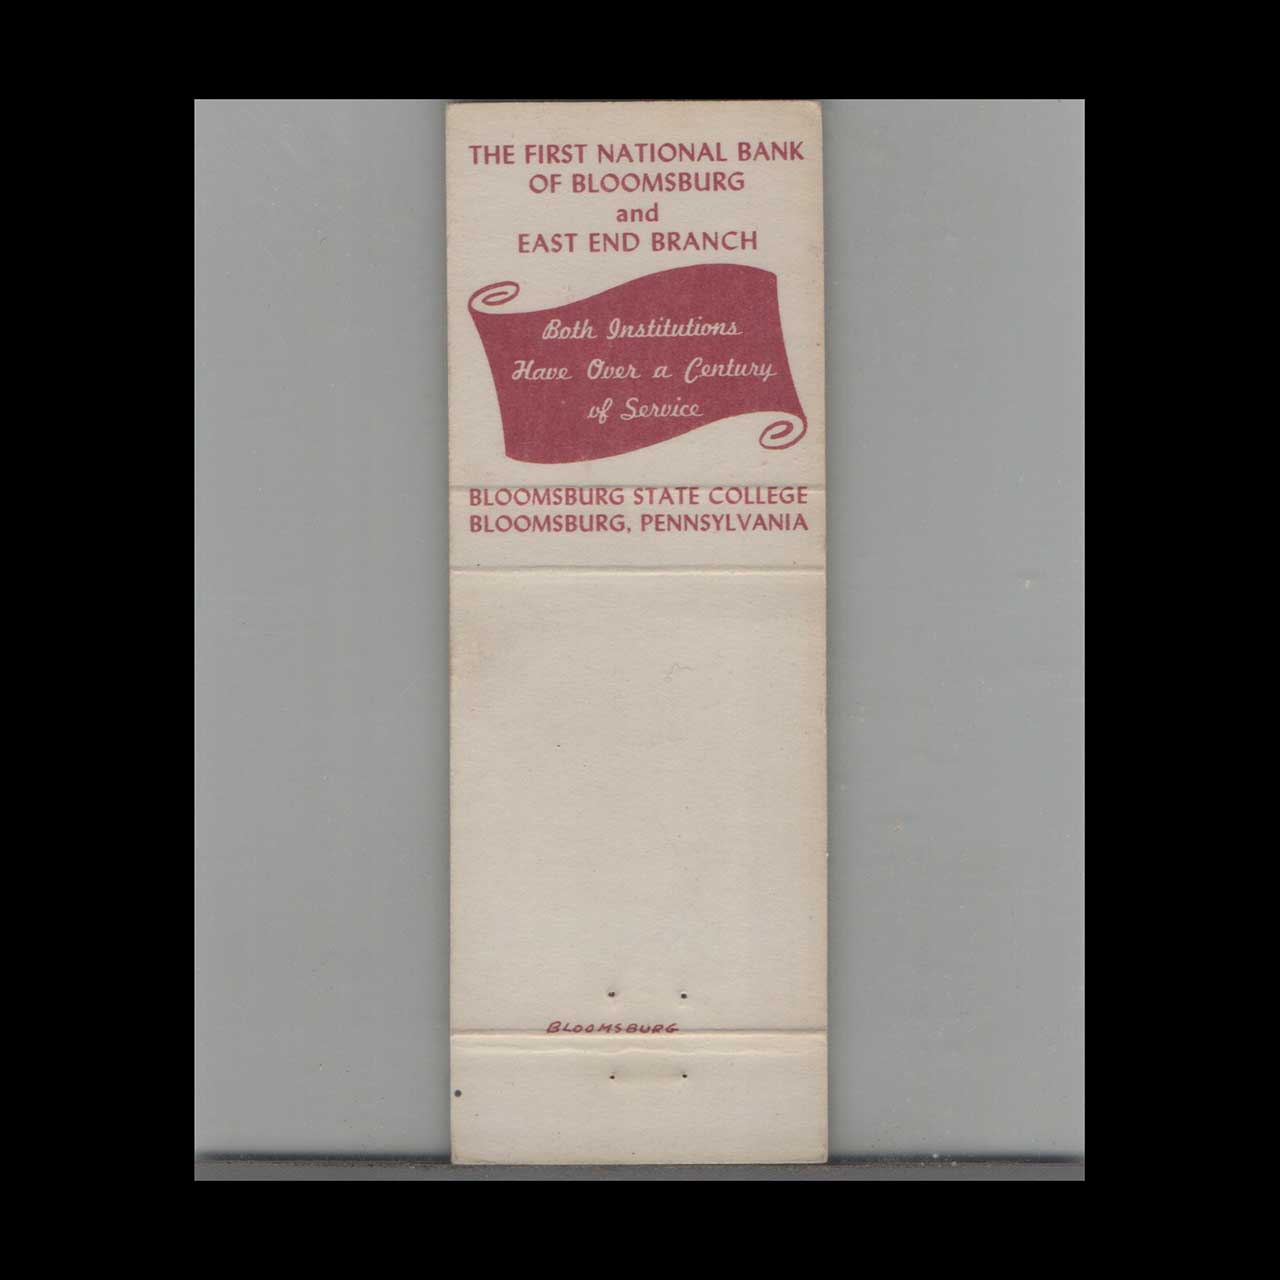 THE FIRST NATIONAL BANK
OF BLOOMSBURG
and
EAST END BRANCH
Both Institutions
Have Over a Century
of Service
BLOOMSBURG STATE COLLEGE
BLOOMSBURG, PENNSYLVANIA
BLOOMSBURG